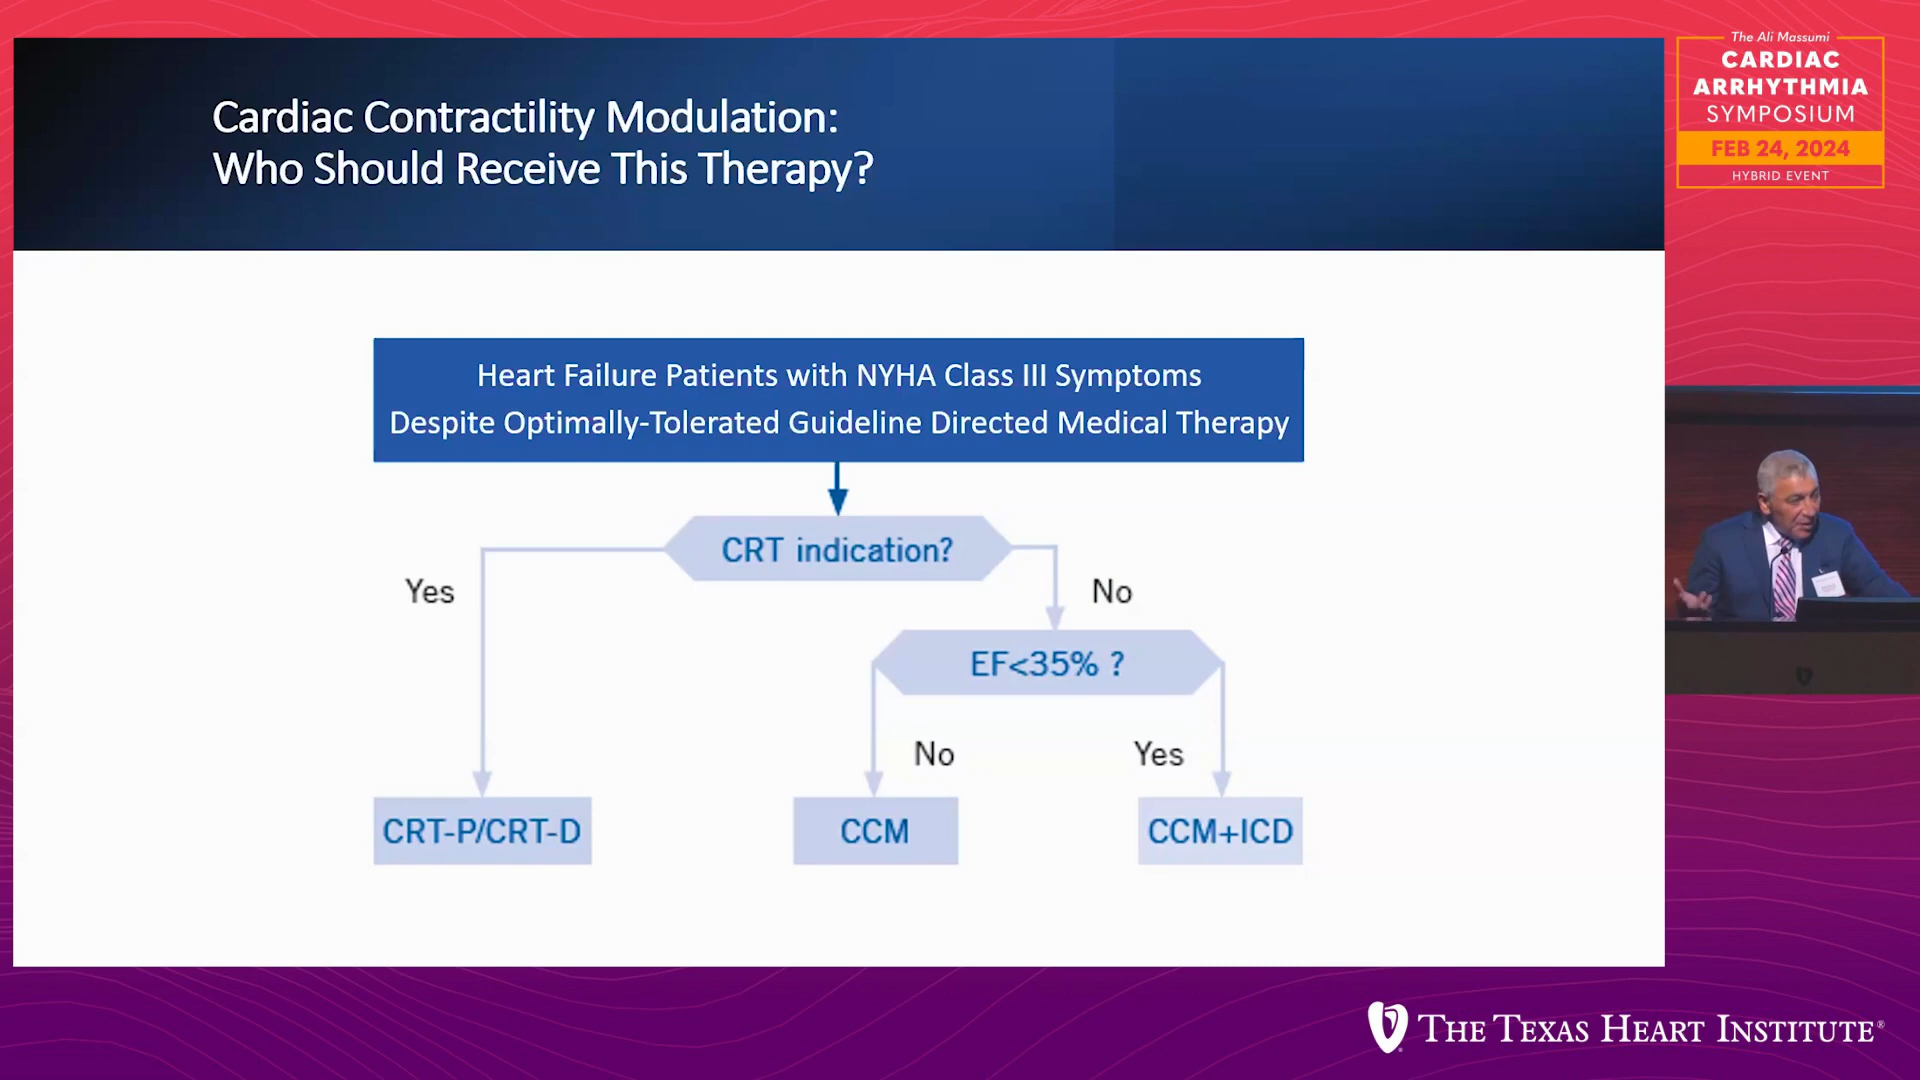 Cardiac Contractility Modulation:
Who Should Receive This Therapy?
The Ali Massumi
CARDIAC
ARRHYTHMIA
SYMPOSIUM
FEB 24, 2024
HYBRID EVENT
Heart Failure Patients with NYHA Class III Symptoms
Despite Optimally-Tolerated Guideline Directed Medical Therapy
CRT indication?
Yes
No
EF<35% ?
No
Yes
CRT-P/CRT-D
CCM
CCM+ICD
THE TEXAS HEART INSTITUTE®